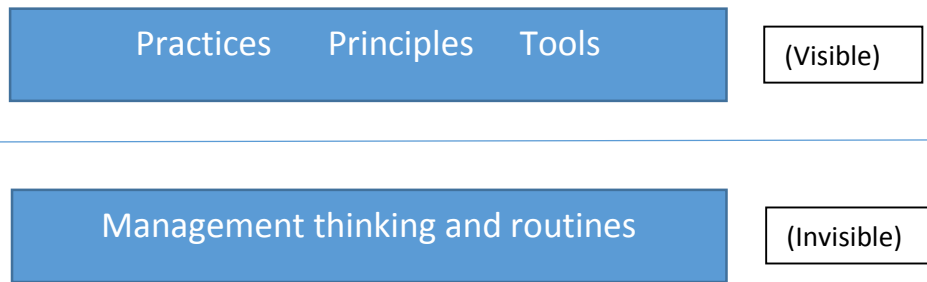 Practices Principles Tools
(Visible)
Management thinking and routines
(Invisible)